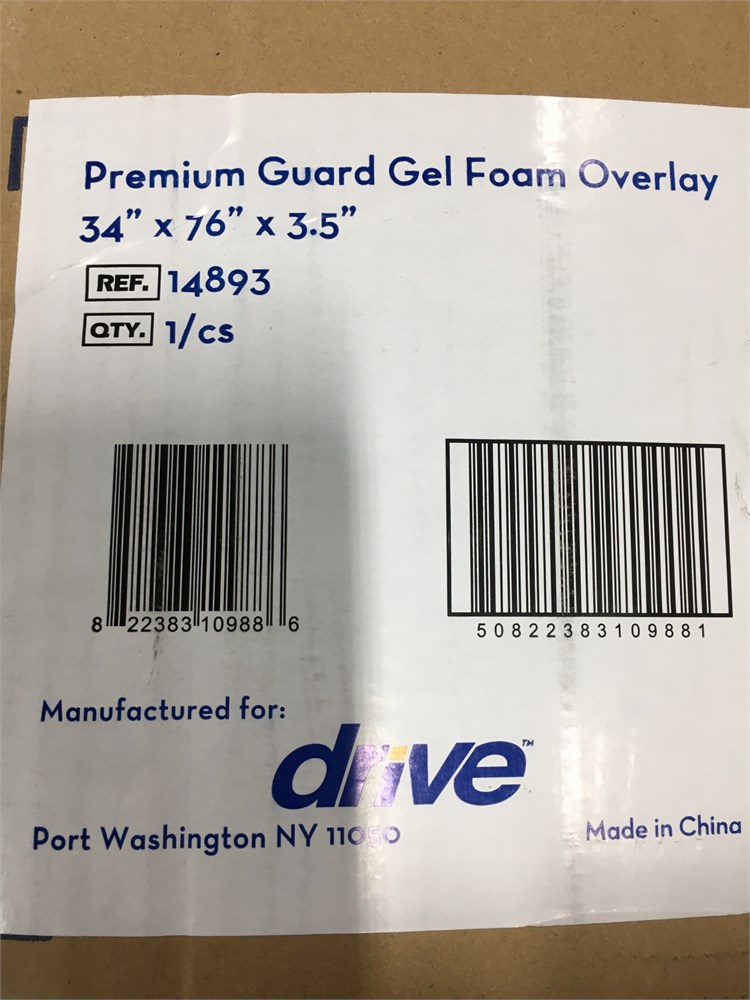 Premium Guard Gel Foam Overlay
34” x 76” x 3.5”
REF. 14893
QTY. 1/cs
8 22383 10988 6
50822383109881
Manufactured for:
drive™
Port Washington NY 11050
Made in China